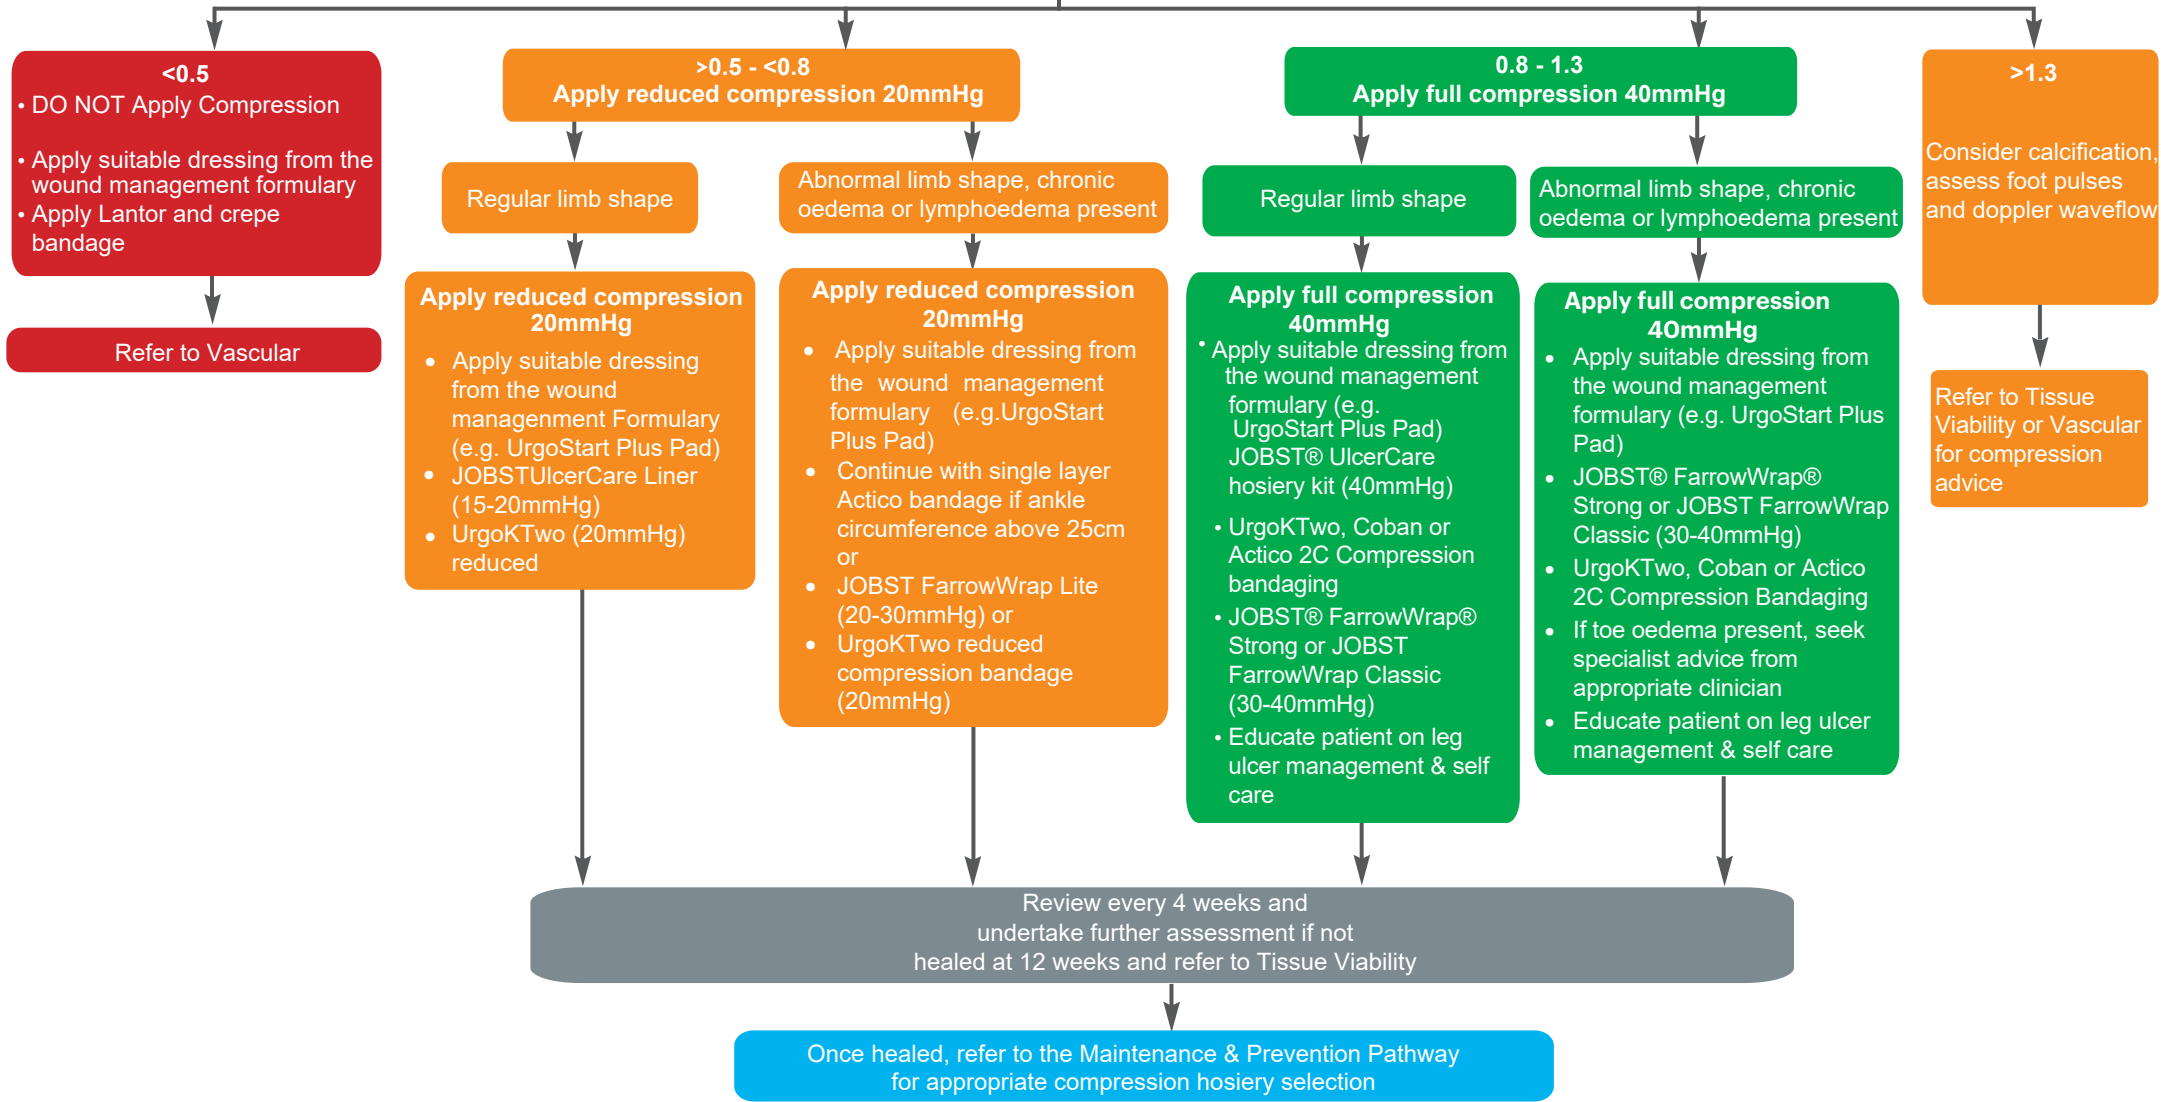 <0.5
• DO NOT Apply Compression
• Apply suitable dressing from the
wound management formulary
• Apply Lantor and crepe
bandage
Refer to Vascular
>0.5 - <0.8
Apply reduced compression 20mmHg
Regular limb shape
Apply reduced compression
20mmHg
• Apply suitable dressing
from the wound
managenment Formulary
(e.g. UrgoStart Plus Pad)
• JOBSTUlcerCare Liner
(15-20mmHg)
• UrgoKTwo (20mmHg)
reduced
Abnormal limb shape, chronic
oedema or lymphoedema present
Apply reduced compression
20mmHg
• Apply suitable dressing from
the wound management
formulary (e.g.UrgoStart
Plus Pad)
• Continue with single layer
Actico bandage if ankle
circumference above 25cm
or
• JOBST FarrowWrap Lite
(20-30mmHg) or
• UrgoKTwo reduced
compression bandage
(20mmHg)
0.8 - 1.3
Apply full compression 40mmHg
Regular limb shape
Apply full compression
40mmHg
• Apply suitable dressing from
the wound management
formulary (e.g.
UrgoStart Plus Pad)
JOBST® UlcerCare
hosiery kit (40mmHg)
• UrgoKTwo, Coban or
Actico 2C Compression
bandaging
• JOBST® FarrowWrap®
Strong or JOBST
FarrowWrap Classic
(30-40mmHg)
• Educate patient on leg
ulcer management & self
care
Abnormal limb shape, chronic
oedema or lymphoedema present
Apply full compression
40mmHg
• Apply suitable dressing from
the wound management
formulary (e.g. UrgoStart Plus
Pad)
• JOBST® FarrowWrap®
Strong or JOBST FarrowWrap
Classic (30-40mmHg)
• UrgoKTwo, Coban or Actico
2C Compression Bandaging
• If toe oedema present, seek
specialist advice from
appropriate clinician
• Educate patient on leg ulcer
management & self care
>1.3
Consider calcification,
assess foot pulses
and doppler waveflow
Refer to Tissue
Viability or Vascular
for compression
advice
Review every 4 weeks and
undertake further assessment if not
healed at 12 weeks and refer to Tissue Viability
Once healed, refer to the Maintenance & Prevention Pathway
for appropriate compression hosiery selection